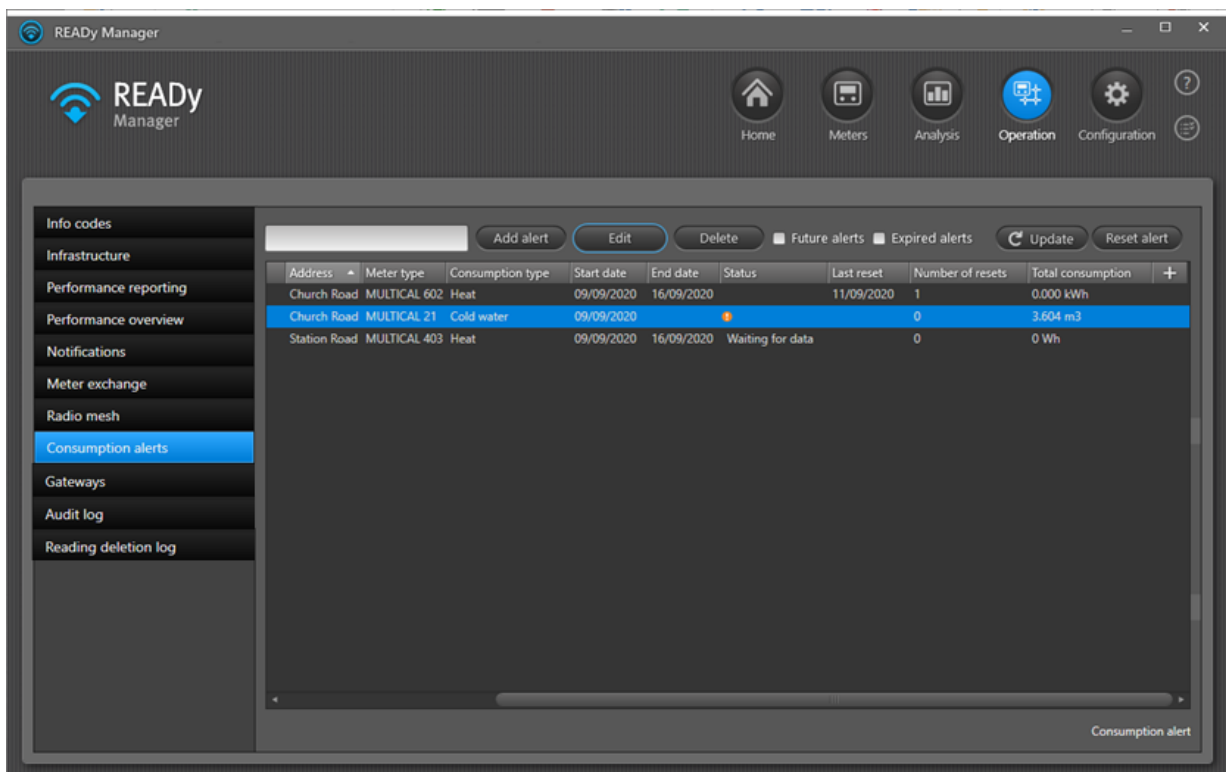 READy Manager
READy
Manager
Home Meters Analysis Operation Configuration
?
Info codes
Infrastructure
Performance reporting
Performance overview
Notifications
Meter exchange
Radio mesh
Consumption alerts
Gateways
Audit log
Reading deletion log
Add alert Edit Delete Future alerts Expired alerts Update Reset alert
Address Meter type Consumption type Start date End date Status Last reset Number of resets Total consumption +
Church Road MULTICAL 602 Heat 09/09/2020 16/09/2020 11/09/2020 1 0.000 kWh
Church Road MULTICAL 21 Cold water 09/09/2020 0 3.604 m3
Station Road MULTICAL 403 Heat 09/09/2020 16/09/2020 Waiting for data 0 0 Wh
Consumption alert